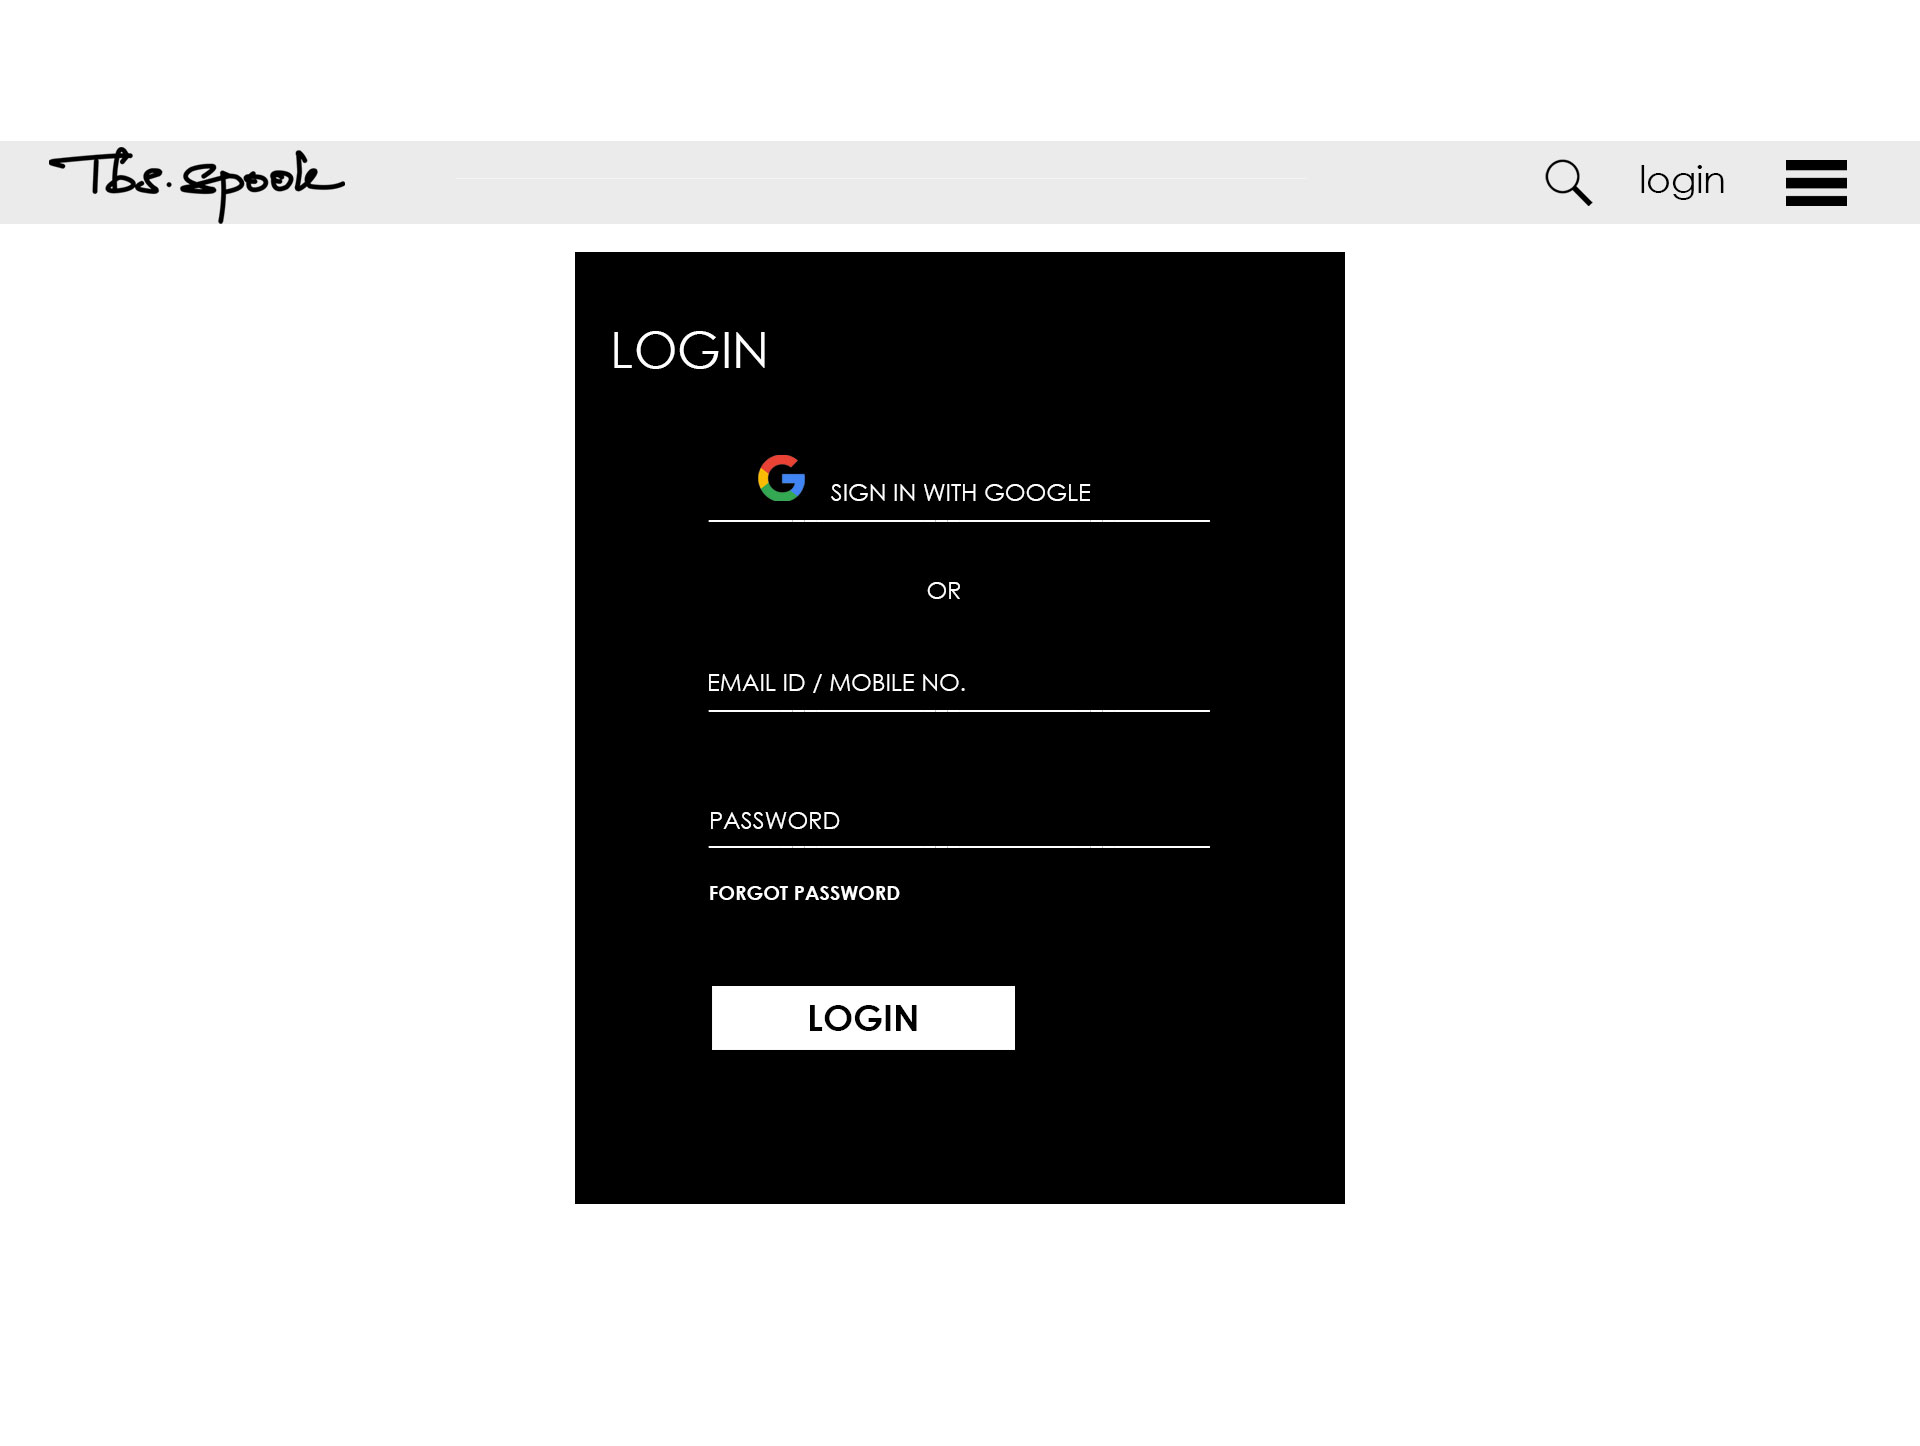 Tbs.spook
login
LOGIN
SIGN IN WITH GOOGLE
OR
EMAIL ID / MOBILE NO.
PASSWORD
FORGOT PASSWORD
LOGIN